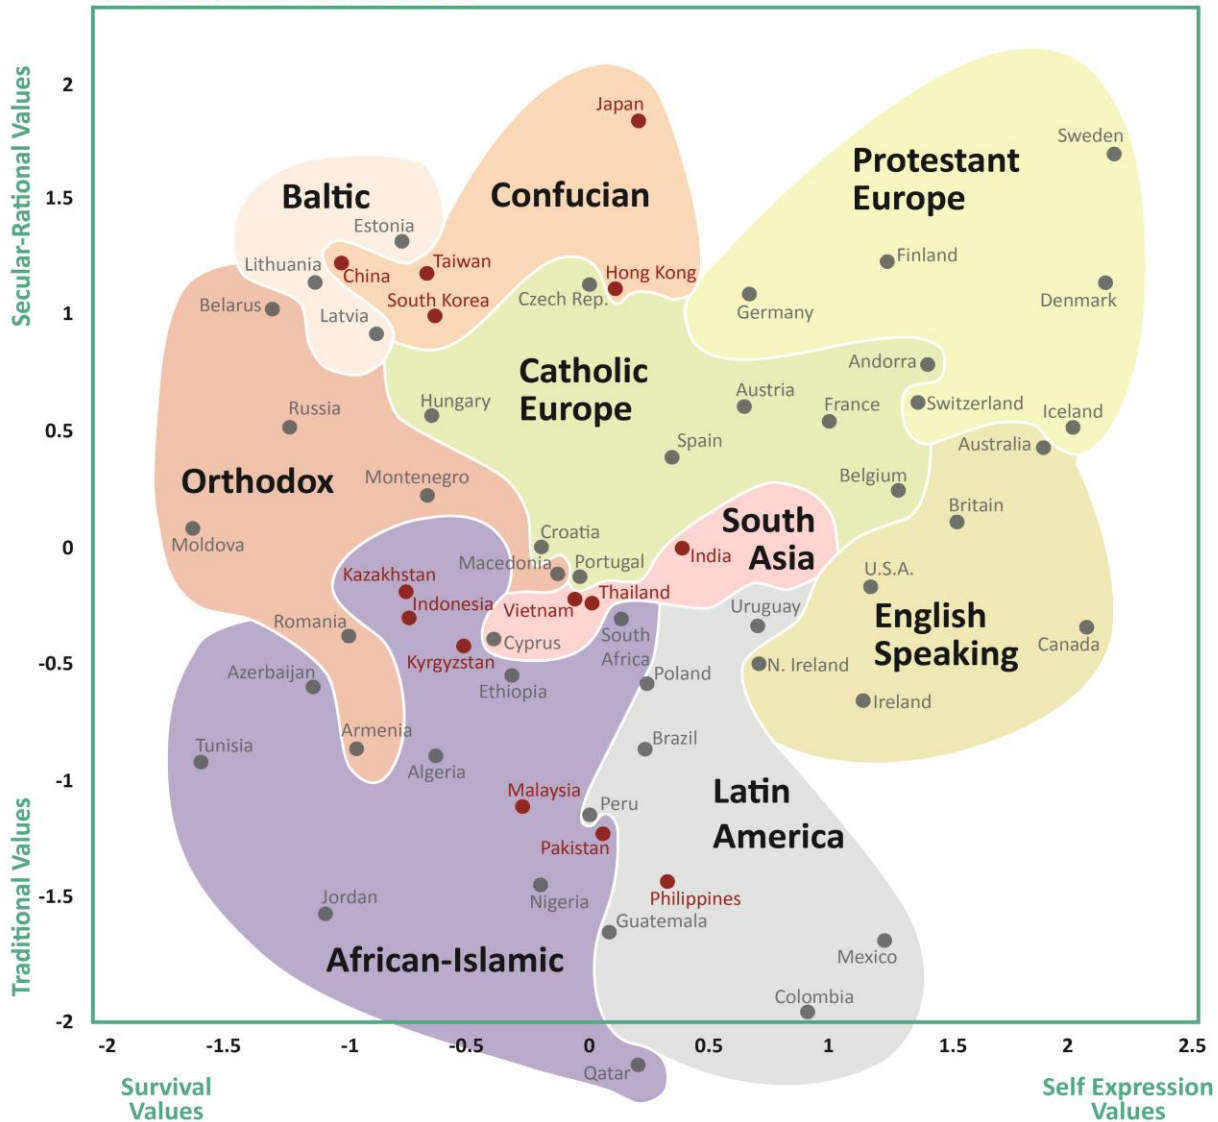 Secular-Rational Values
Traditional Values
2
1.5
1
0.5
0
-0.5
-1
-1.5
-2
-2
-1.5
-1
-0.5
0
0.5
1
1.5
2
2.5
Survival
Values
Self Expression
Values
Baltic
Estonia
Lithuania
Latvia
Confucian
Japan
China
Taiwan
South Korea
Hong Kong
Protestant
Europe
Sweden
Finland
Germany
Denmark
Switzerland
Iceland
Catholic
Europe
Czech Rep.
Hungary
Andorra
Austria
France
Spain
Belgium
Croatia
Portugal
Orthodox
Belarus
Russia
Montenegro
Moldova
Macedonia
Romania
Armenia
South
Asia
India
Thailand
Vietnam
Cyprus
English
Speaking
Australia
Britain
U.S.A.
Canada
N. Ireland
Ireland
African-Islamic
Kazakhstan
Indonesia
Kyrgyzstan
Azerbaijan
Ethiopia
South
Africa
Tunisia
Algeria
Malaysia
Pakistan
Jordan
Nigeria
Qatar
Latin
America
Uruguay
Poland
Brazil
Peru
Philippines
Guatemala
Mexico
Colombia